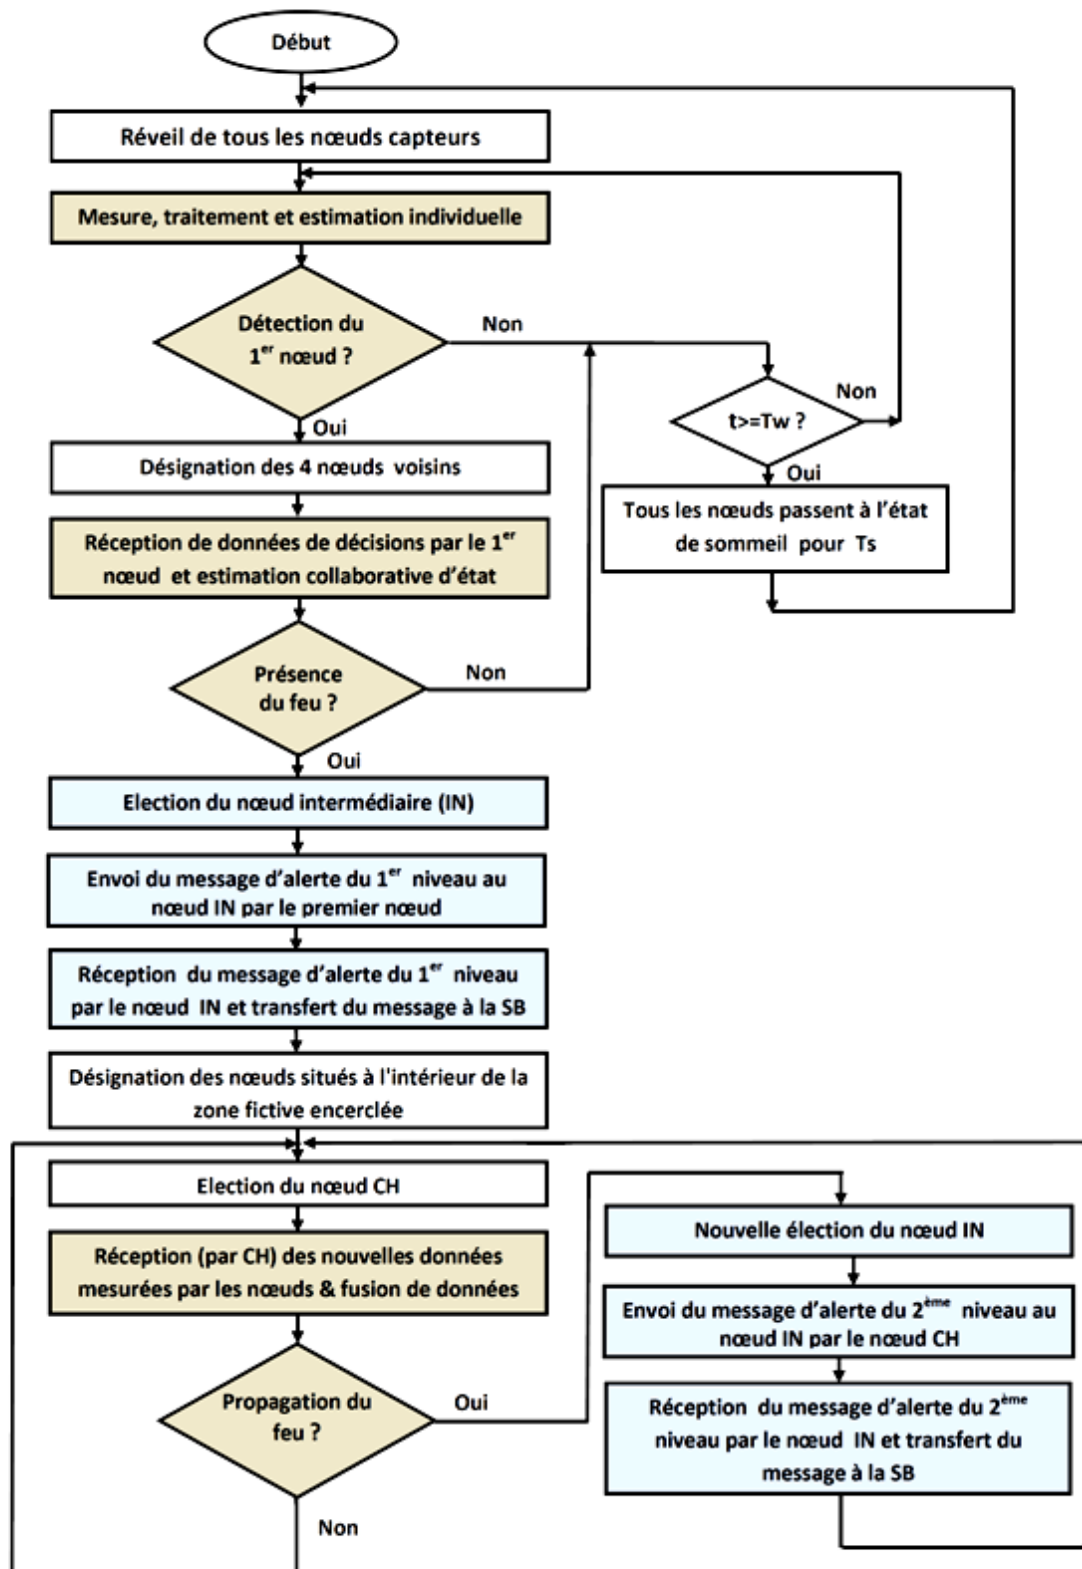 Début
Réveil de tous les nœuds capteurs
Mesure, traitement et estimation individuelle
Détection du
1er nœud ?
Non
Oui
t>=Tw ?
Non
Oui
Tous les nœuds passent à l'état
de sommeil pour Ts
Désignation des 4 nœuds voisins
Réception de données de décisions par le 1er
nœud et estimation collaborative d'état
Présence
du feu ?
Non
Oui
Election du nœud intermédiaire (IN)
Envoi du message d'alerte du 1er niveau au
nœud IN par le premier nœud
Réception du message d'alerte du 1er niveau
par le nœud IN et transfert du message à la SB
Désignation des nœuds situés à l'intérieur de la
zone fictive encerclée
Election du nœud CH
Réception (par CH) des nouvelles données
mesurées par les nœuds & fusion de données
Propagation du
feu ?
Oui
Non
Nouvelle élection du nœud IN
Envoi du message d'alerte du 2ème niveau au
nœud IN par le nœud CH
Réception du message d'alerte du 2ème
niveau par le nœud IN et transfert du
message à la SB